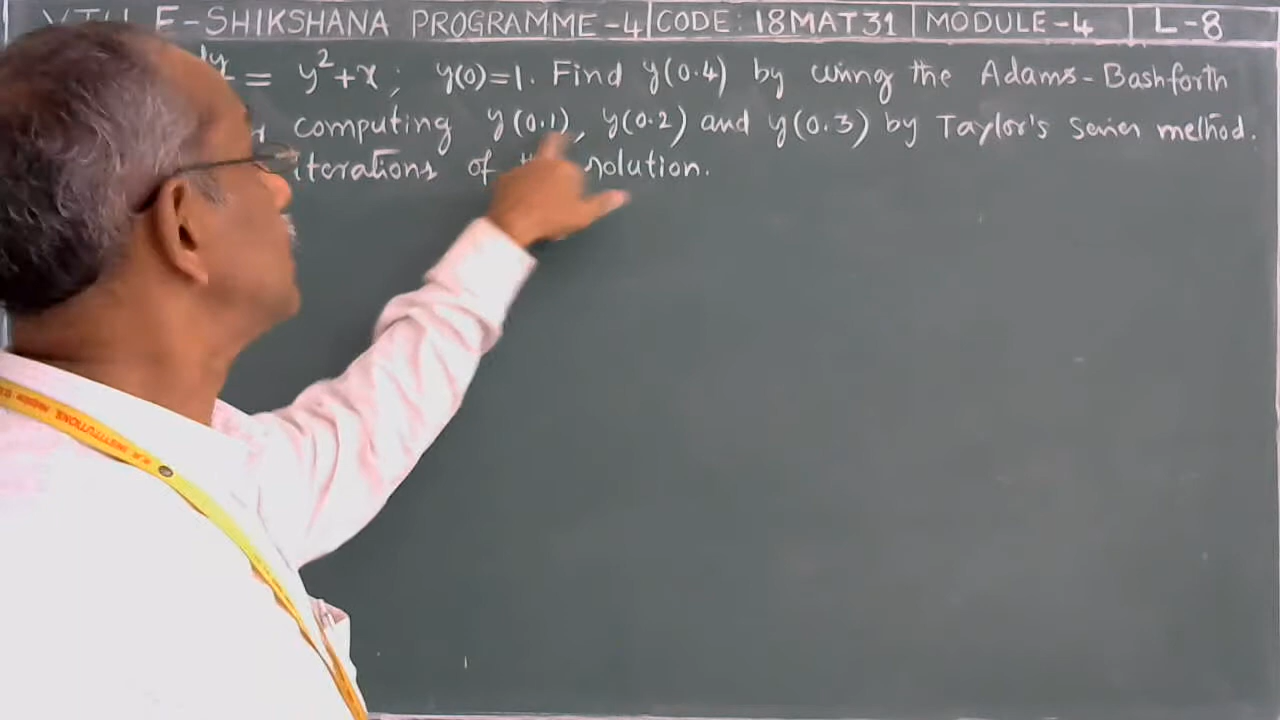 VTU E-SHIKSHANA PROGRAMME-4 CODE: 18MAT31 MODULE-4 L-8
dy = y²+x; y(0)=1. Find y(0.4) by using the Adams-Bashforth
computing y(0.1), y(0.2) and y(0.3) by Taylor's Series method.
iterations of solution.
INSTITUTIONS